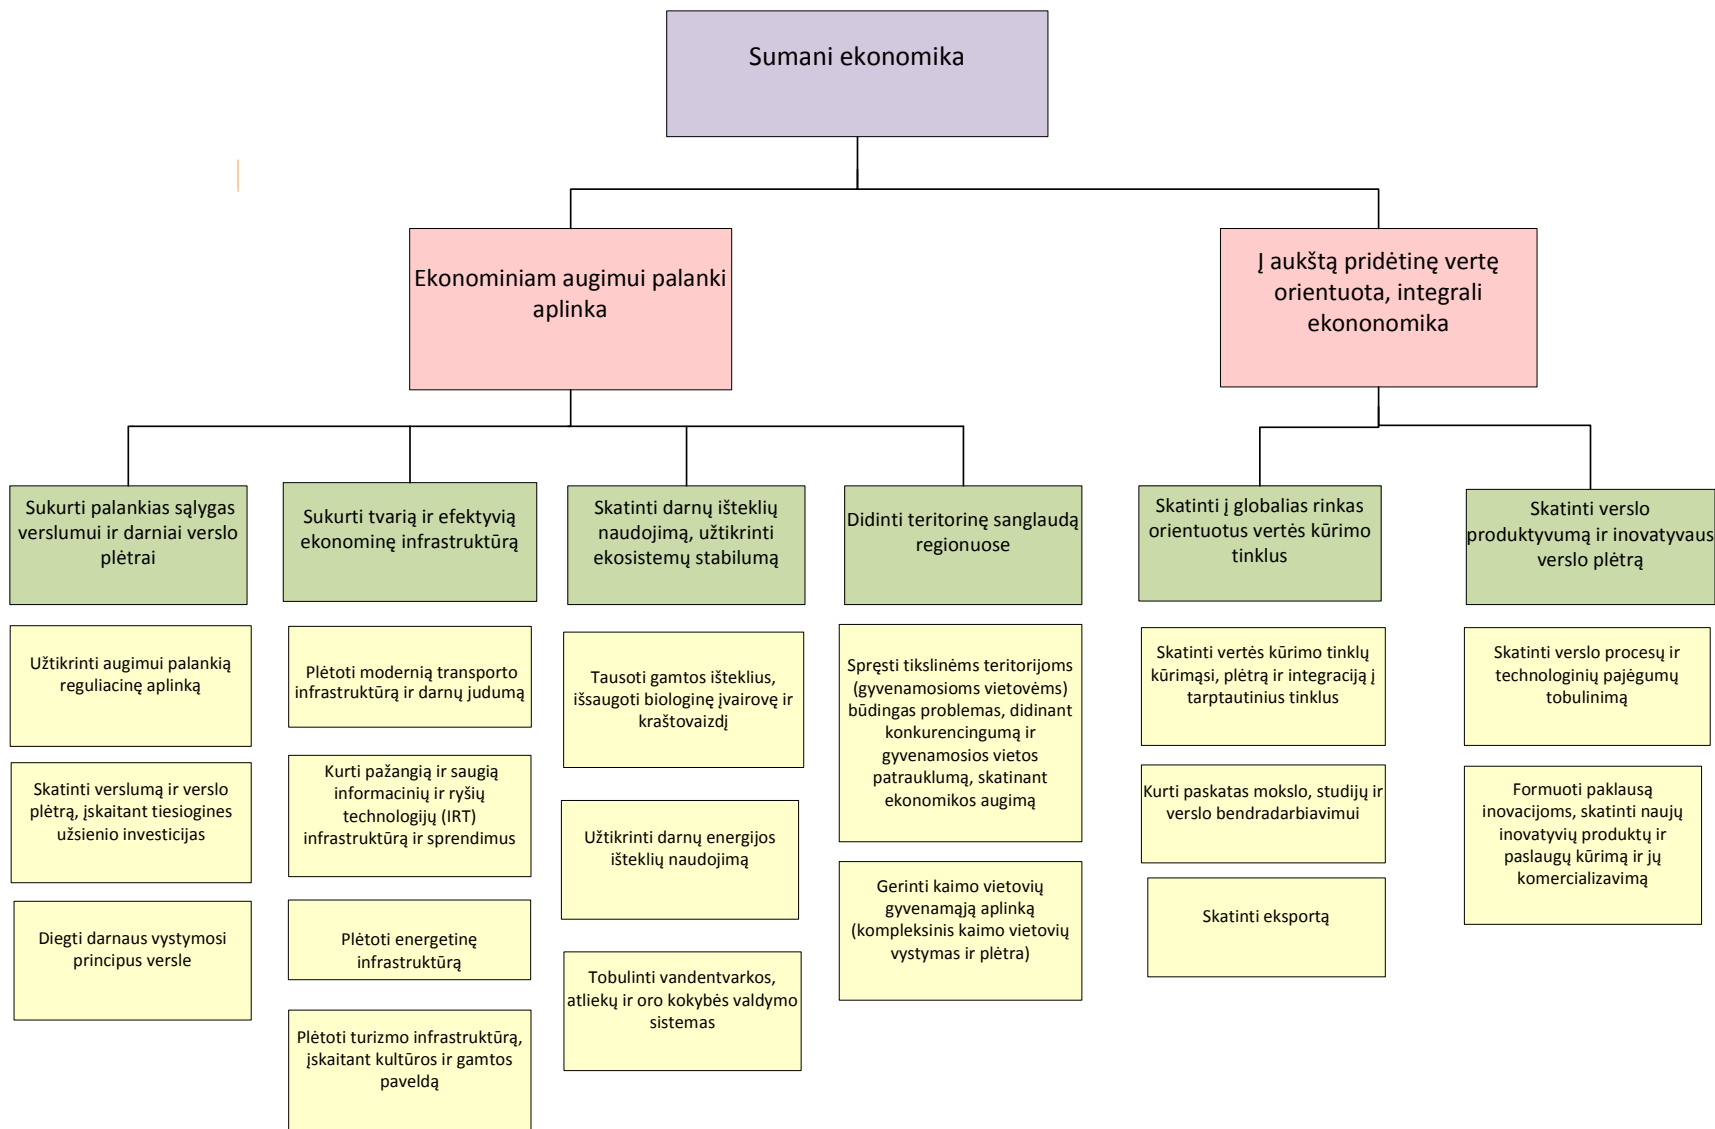 Sumani ekonomika
Ekonominiam augimui palanki
aplinka
Į aukštą pridėtinę vertę
orientuota, integrali
ekononomika
Sukurti palankias sąlygas
verslumui ir darniai verslo
plėtrai
Sukurti tvarią ir efektyvią
ekonominę infrastruktūrą
Skatinti darnų išteklių
naudojimą, užtikrinti
ekosistemų stabilumą
Didinti teritorinę sanglaudą
regionuose
Skatinti į globalias rinkas
orientuotus vertės kūrimo
tinklus
Skatinti verslo
produktyvumą ir inovatyvaus
verslo plėtrą
Užtikrinti augimui palankią
reguliacinę aplinką
Skatinti verslumą ir verslo
plėtrą, įskaitant tiesiogines
užsienio investicijas
Diegti darnaus vystymosi
principus versle
Plėtoti modernią transporto
infrastruktūrą ir darnų judumą
Kurti pažangią ir saugią
informacinių ir ryšių
technologijų (IRT)
infrastruktūrą ir sprendimus
Plėtoti energetinę
infrastruktūrą
Plėtoti turizmo infrastruktūrą,
įskaitant kultūros ir gamtos
paveldą
Tausoti gamtos išteklius,
išsaugoti biologinę įvairovę ir
kraštovaizdį
Užtikrinti darnų energijos
išteklių naudojimą
Tobulinti vandentvarkos,
atliekų ir oro kokybės valdymo
sistemas
Spręsti tikslinėms teritorijoms
(gyvenamosioms vietovėms)
būdingas problemas, didinant
konkurencingumą ir
gyvenamosios vietos
patrauklumą, skatinant
ekonomikos augimą
Gerinti kaimo vietovių
gyvenamąją aplinką
(kompleksinis kaimo vietovių
vystymas ir plėtra)
Skatinti vertės kūrimo tinklų
kūrimąsi, plėtrą ir integraciją į
tarptautinius tinklus
Kurti paskatas mokslo, studijų ir
verslo bendradarbiavimui
Skatinti eksportą
Skatinti verslo procesų ir
technologinių pajėgumų
tobulinimą
Formuoti paklausą
inovacijoms, skatinti naujų
inovatyvių produktų ir
paslaugų kūrimą ir jų
komercializavimą